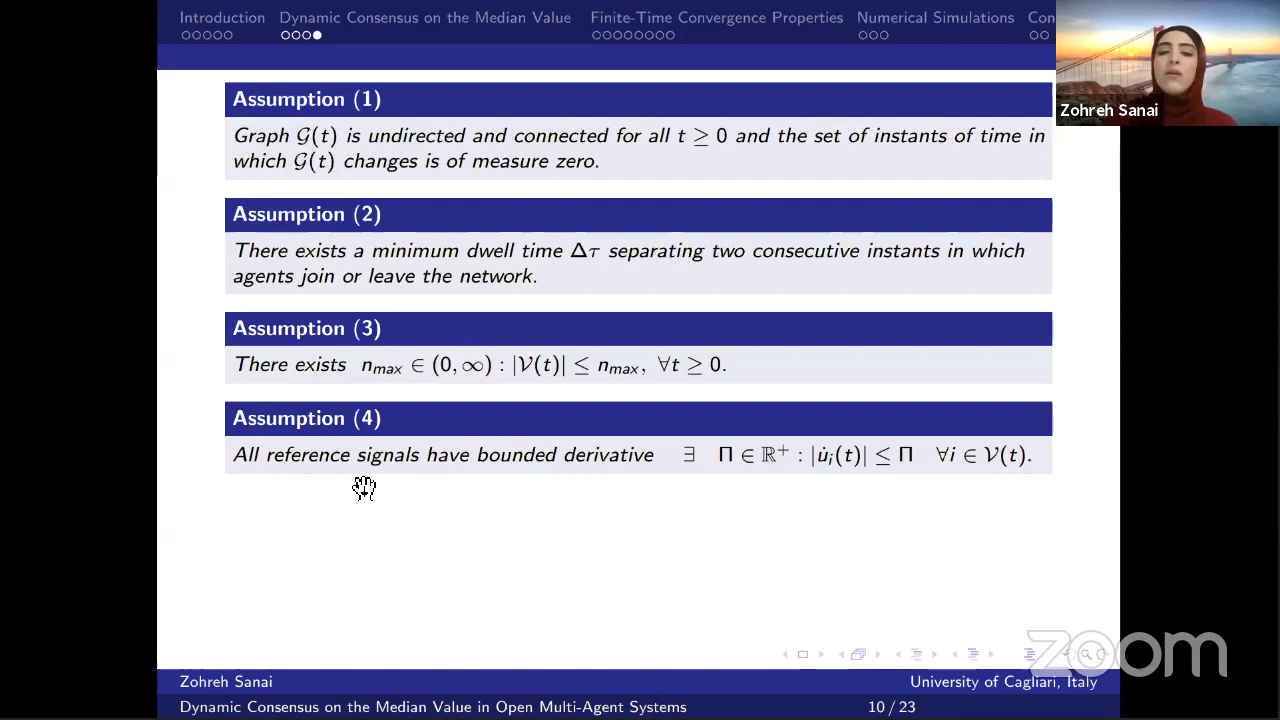 Introduction Dynamic Consensus on the Median Value Finite-Time Convergence Properties Numerical Simulations Con
Zohreh Sanai
Assumption (1)
Graph 𝒢(t) is undirected and connected for all t ≥ 0 and the set of instants of time in
which 𝒢(t) changes is of measure zero.
Assumption (2)
There exists a minimum dwell time Δτ separating two consecutive instants in which
agents join or leave the network.
Assumption (3)
There exists n_max ∈ (0, ∞) : |𝒱(t)| ≤ n_max, ∀t ≥ 0.
Assumption (4)
All reference signals have bounded derivative ∃ Π ∈ ℝ⁺ : |u̇ᵢ(t)| ≤ Π ∀i ∈ 𝒱(t).
zoom
Zohreh Sanai University of Cagliari, Italy
Dynamic Consensus on the Median Value in Open Multi-Agent Systems 10 / 23